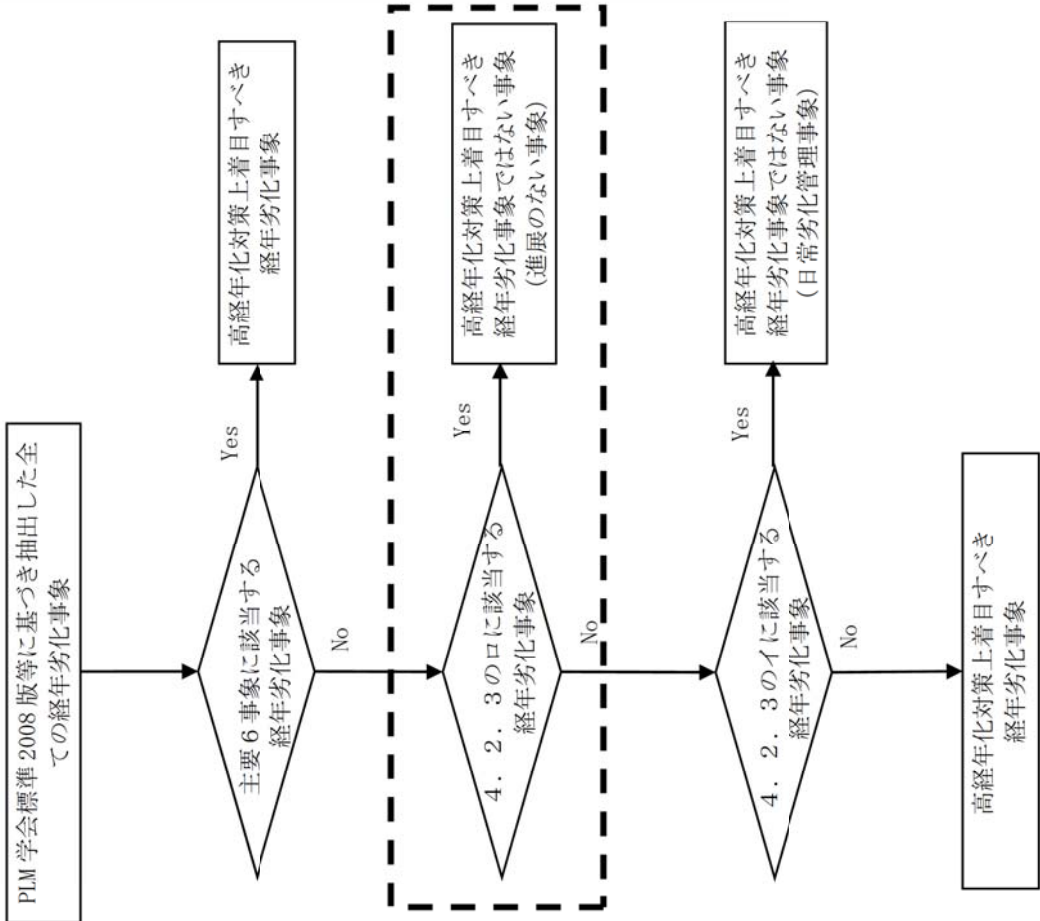 PLM 学会標準 2008 版等に基づき抽出した全
ての経年劣化事象
主要6事象に該当する
経年劣化事象
Yes
高経年化対策上着目すべき
経年劣化事象
No
4．2．3のロに該当する
経年劣化事象
Yes
高経年化対策上着目すべき
経年劣化事象ではない事象
(進展のない事象)
No
4．2．3のイに該当する
経年劣化事象
Yes
高経年化対策上着目すべき
経年劣化事象ではない事象
(日常劣化管理事象)
No
高経年化対策上着目すべき
経年劣化事象